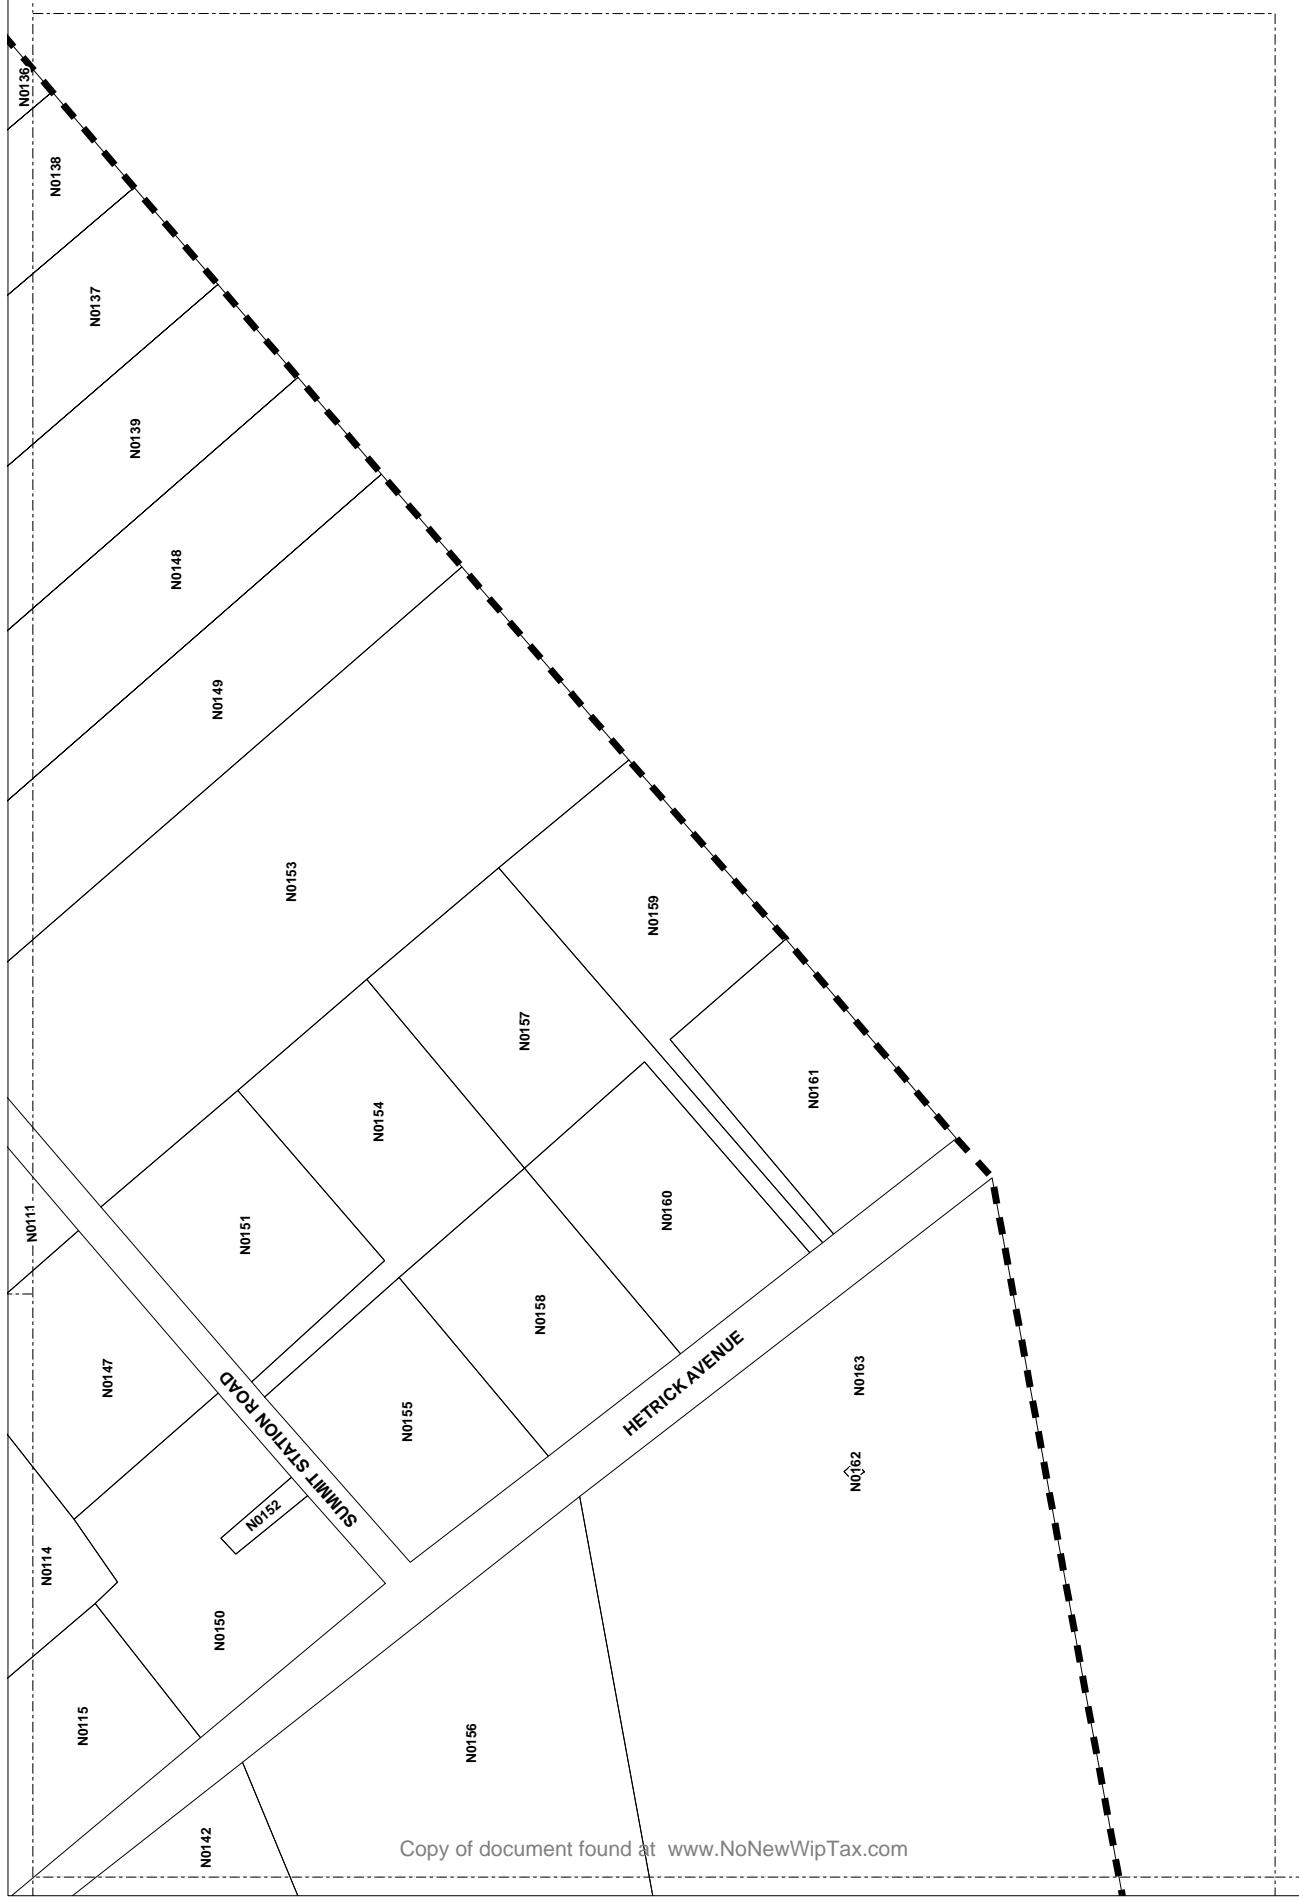 N0136
N0138
N0137
N0139
N0148
N0149
N0153
N0159
N0157
N0161
N0154
N0160
N0111
N0151
N0158
N0147
SUMMIT STATION ROAD
HETRICK AVENUE
N0163
N0155
N0162
N0152
N0114
N0150
N0115
N0156
N0142
Copy of document found at www.NoNewWipTax.com